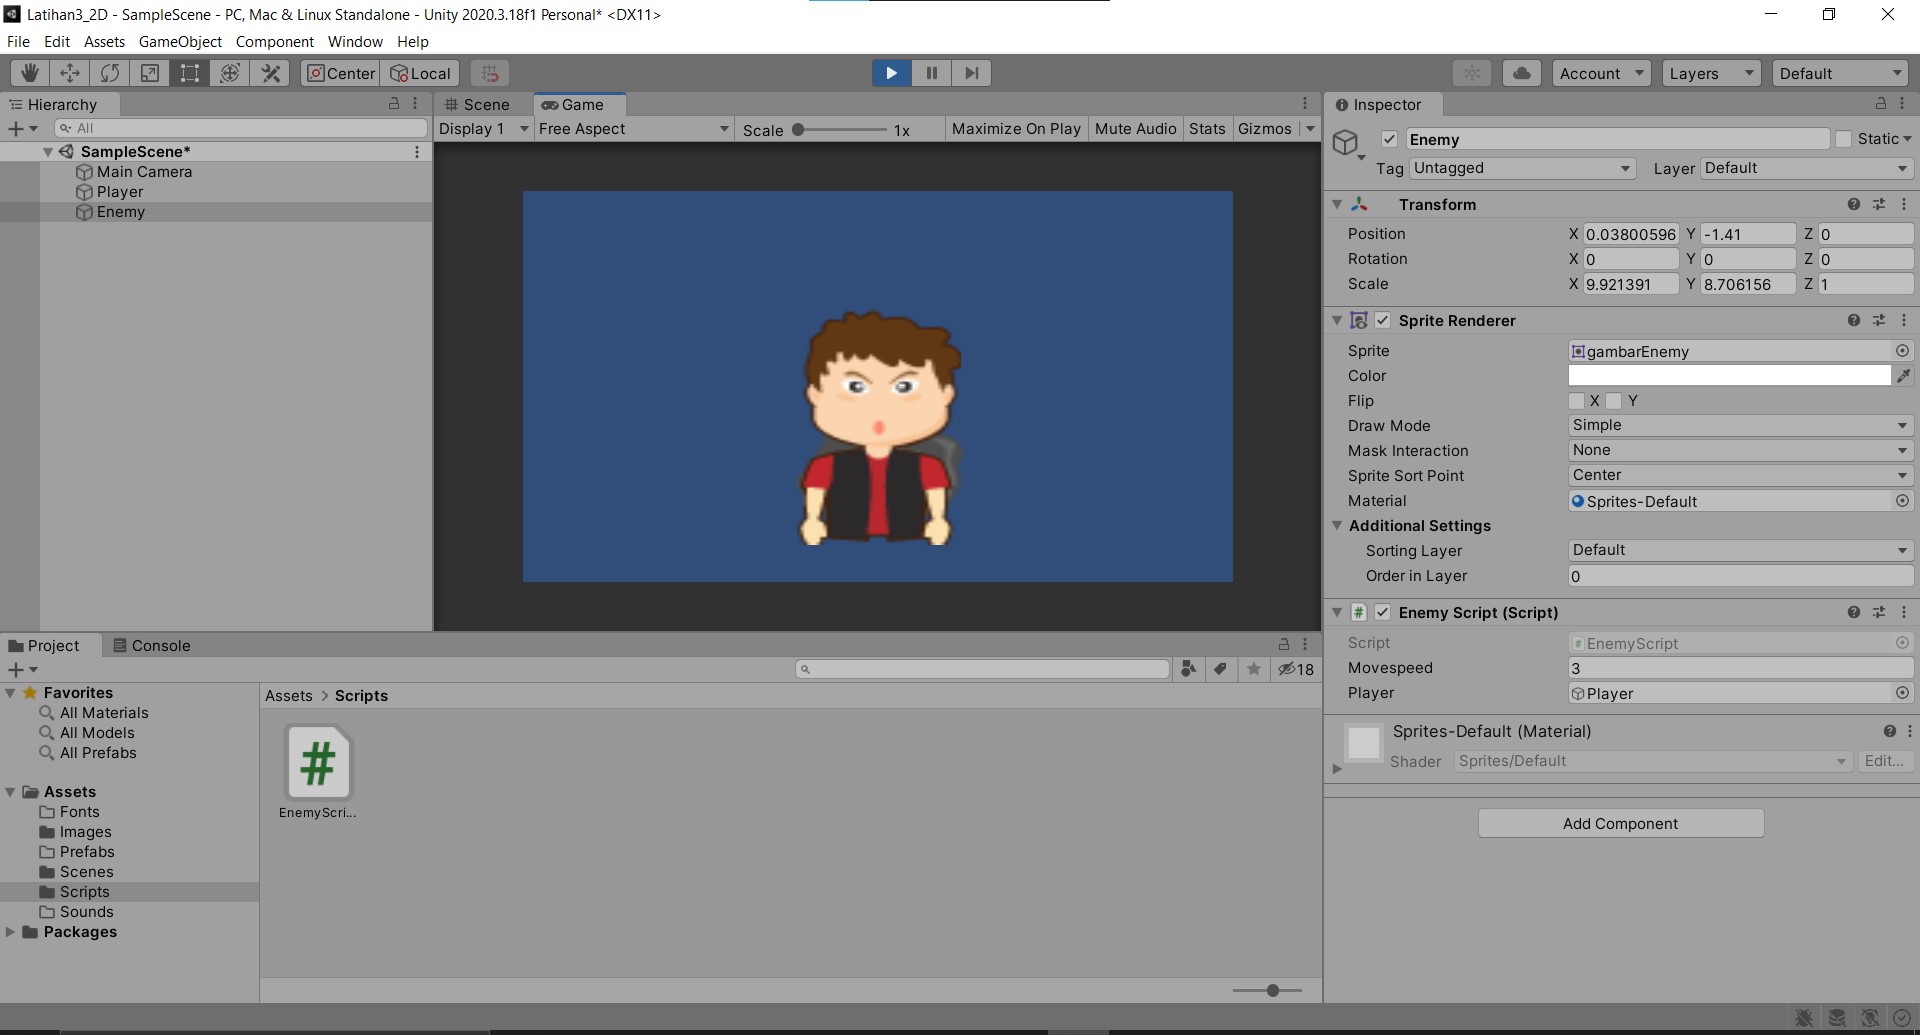 Latihan3_2D - SampleScene - PC, Mac & Linux Standalone - Unity 2020.3.18f1 Personal* <DX11>
File Edit Assets GameObject Component Window Help
Center Local Account Layers Default
Hierarchy
All
SampleScene*
Main Camera
Player
Enemy
Scene Game
Display 1 Free Aspect Scale 1x Maximize On Play Mute Audio Stats Gizmos
Inspector
Enemy Static
Tag Untagged Layer Default
Transform
Position X 0.03800596 Y -1.41 Z 0
Rotation X 0 Y 0 Z 0
Scale X 9.921391 Y 8.706156 Z 1
Sprite Renderer
Sprite gambarEnemy
Color
Flip X Y
Draw Mode Simple
Mask Interaction None
Sprite Sort Point Center
Material Sprites-Default
Additional Settings
Sorting Layer Default
Order in Layer 0
# Enemy Script (Script)
Script # EnemyScript
Movespeed 3
Player Player
Sprites-Default (Material)
Shader Sprites/Default Edit...
Add Component
Project Console
18
Favorites
All Materials
All Models
All Prefabs
Assets
Fonts
Images
Prefabs
Scenes
Scripts
Sounds
Packages
Assets > Scripts
#
EnemyScri...